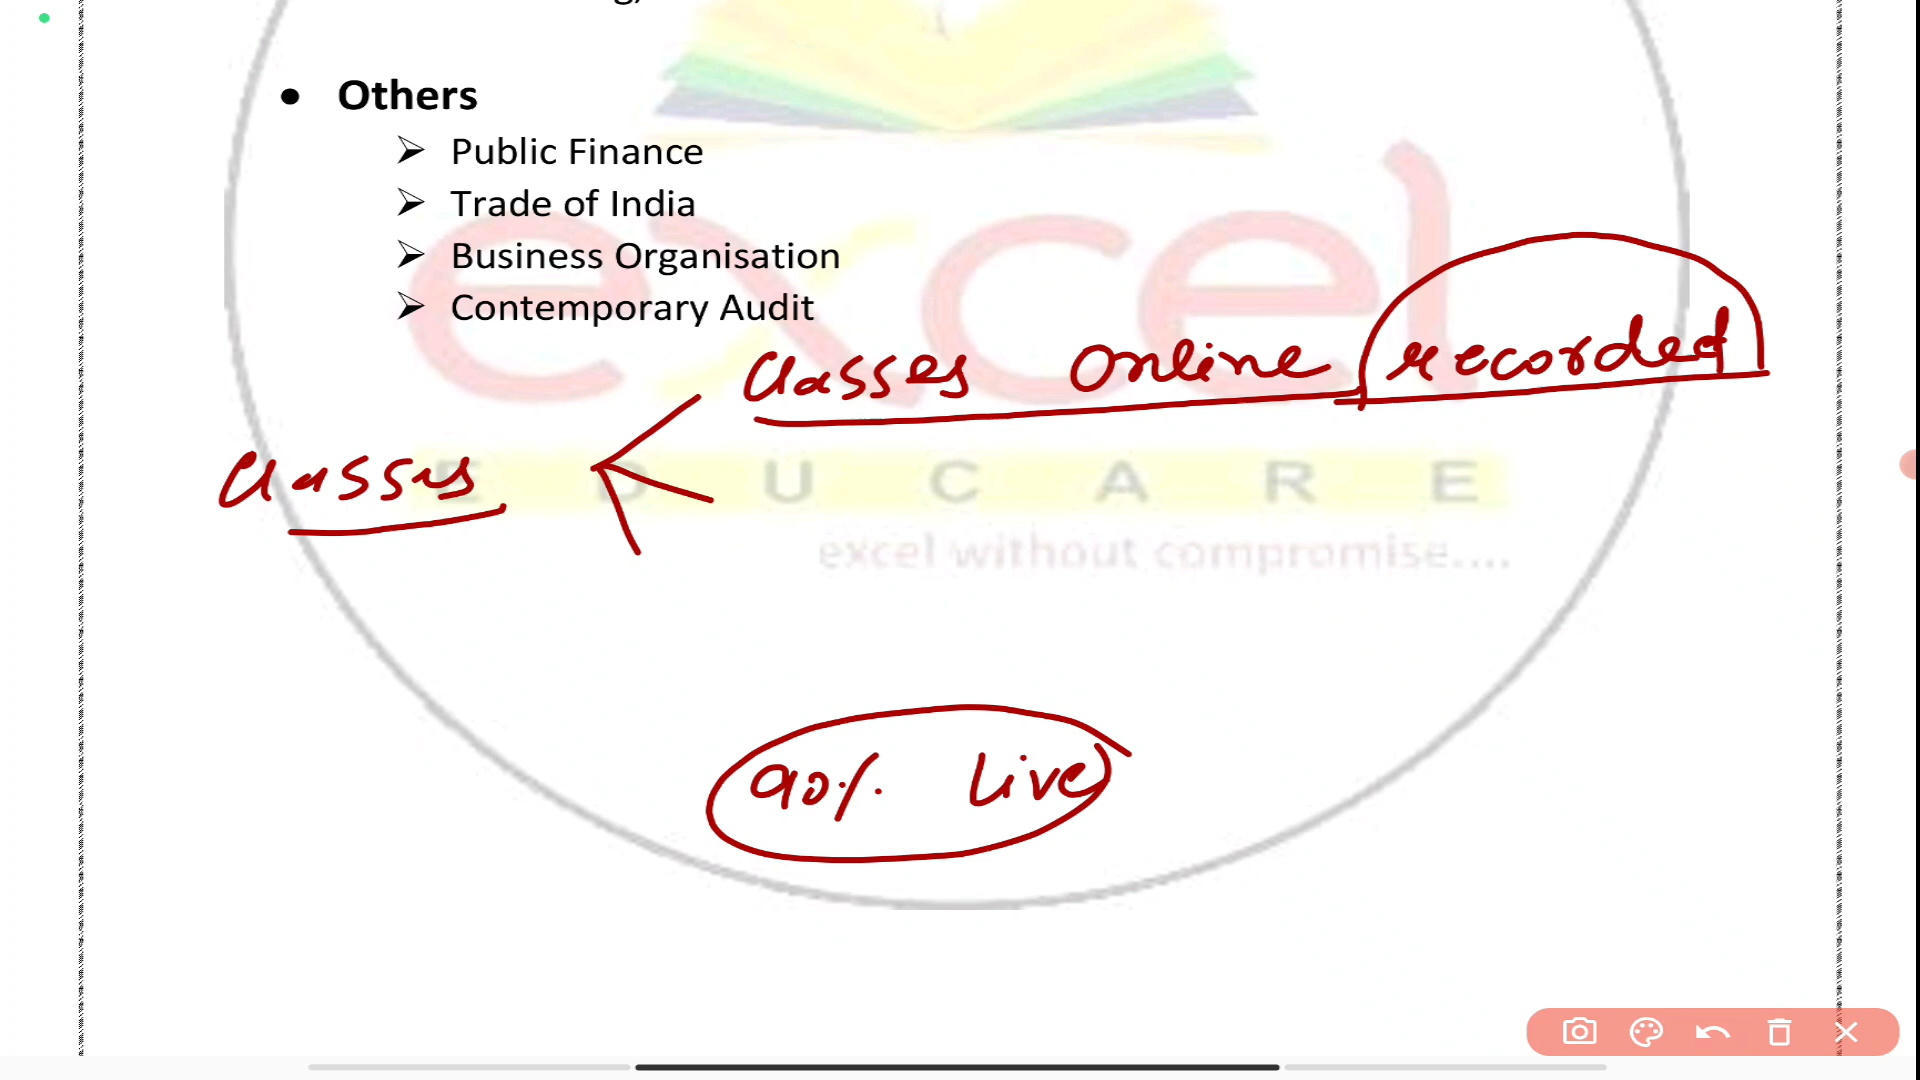 • Others
➢ Public Finance
➢ Trade of India
➢ Business Organisation
➢ Contemporary Audit
excel
classes online recorded
classes
E D U C A R E
excel without compromise....
90% Live